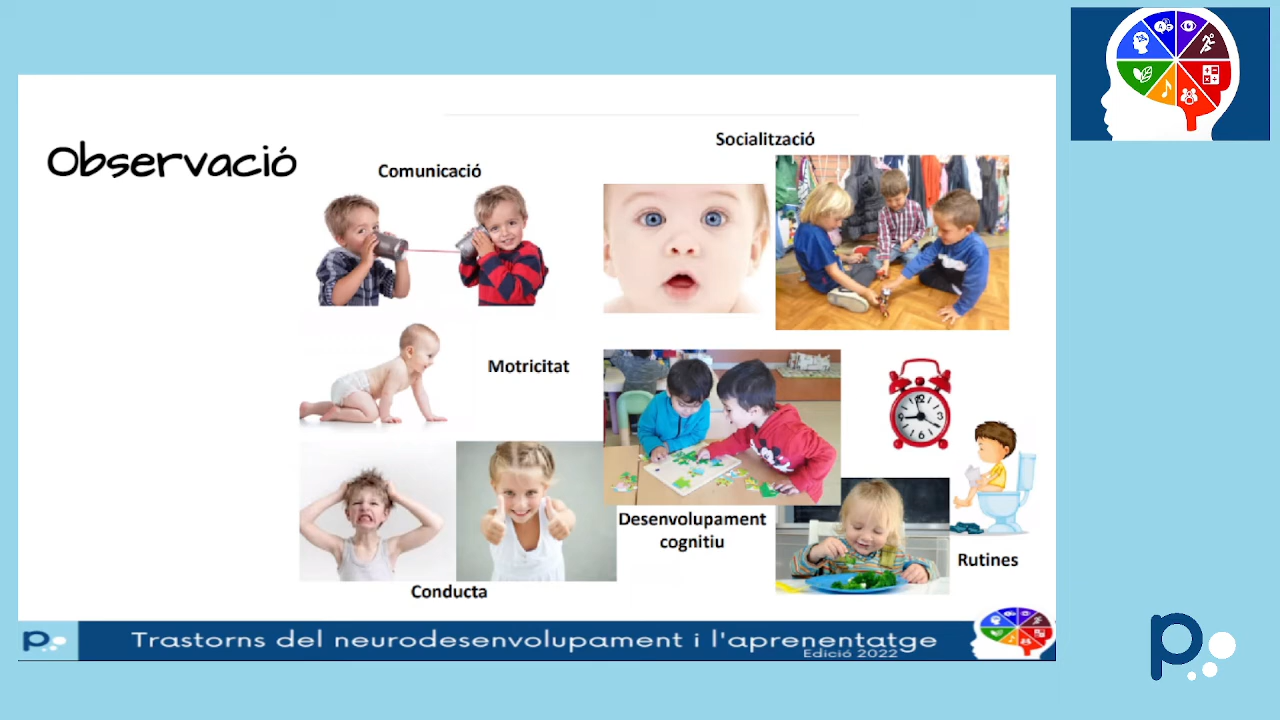 Observació
Comunicació
Socialització
Motricitat
Desenvolupament
cognitiu
Rutines
Conducta
p
Trastorns del neurodesenvolupament i l'aprenentatge
Edició 2022
p